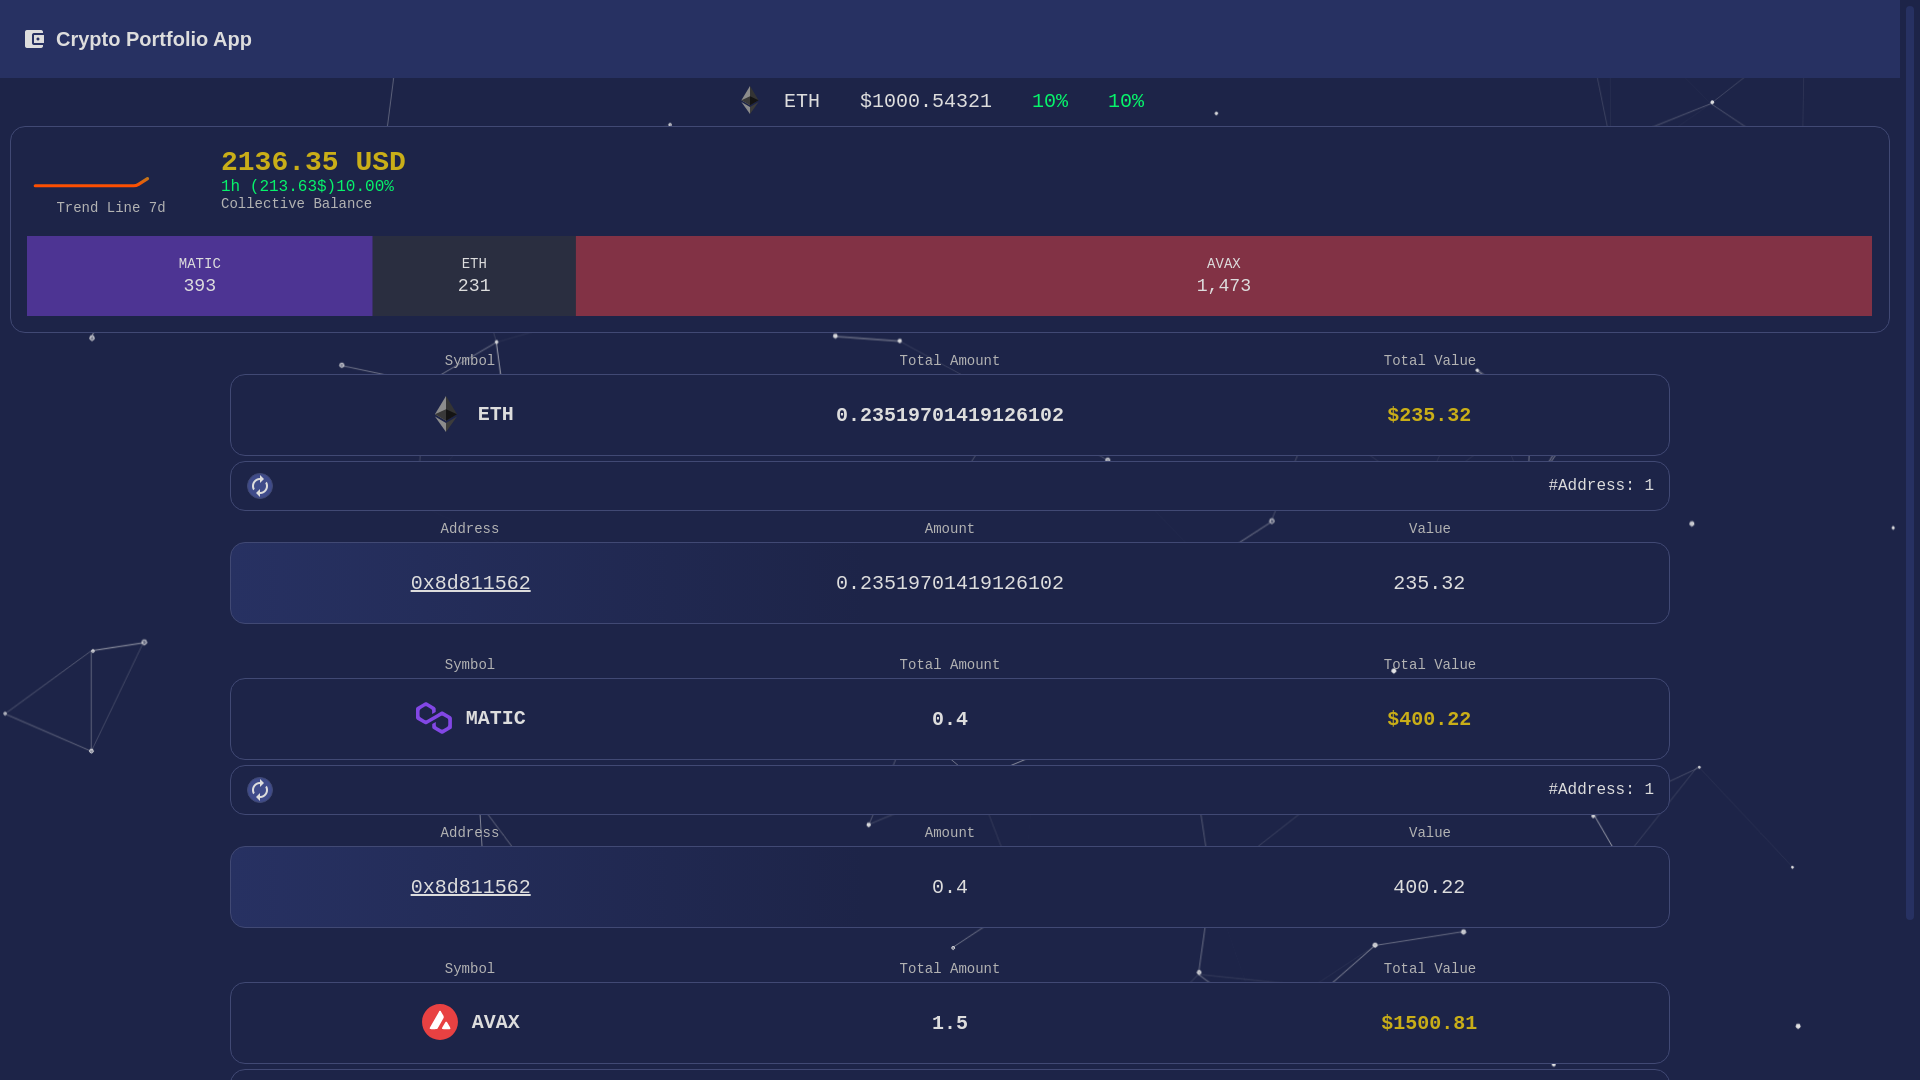 Crypto Portfolio App
ETH $1000.54321 10% 10%
2136.35 USD
1h (213.63$)10.00%
Collective Balance
Trend Line 7d
MATIC
393
ETH
231
AVAX
1,473
Symbol Total Amount Total Value
ETH 0.23519701419126102 $235.32
#Address: 1
Address Amount Value
0x8d811562 0.23519701419126102 235.32
Symbol Total Amount Total Value
MATIC 0.4 $400.22
#Address: 1
Address Amount Value
0x8d811562 0.4 400.22
Symbol Total Amount Total Value
AVAX 1.5 $1500.81